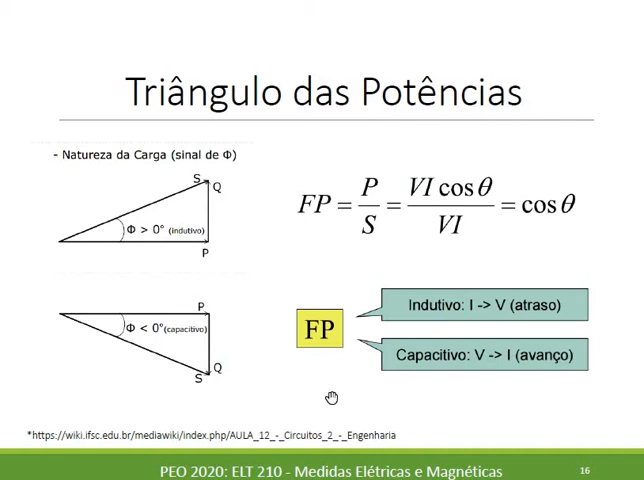 Triângulo das Potências
- Natureza da Carga (sinal de Φ)
S
Q
Φ > 0° (indutivo)
P
FP = P/S = VI cos θ / VI = cos θ
P
Φ < 0° (capacitivo)
Q
S
FP
Indutivo: I -> V (atraso)
Capacitivo: V -> I (avanço)
*https://wiki.ifsc.edu.br/mediawiki/index.php/AULA_12_-_Circuitos_2_-_Engenharia
PEO 2020: ELT 210 - Medidas Elétricas e Magnéticas
16